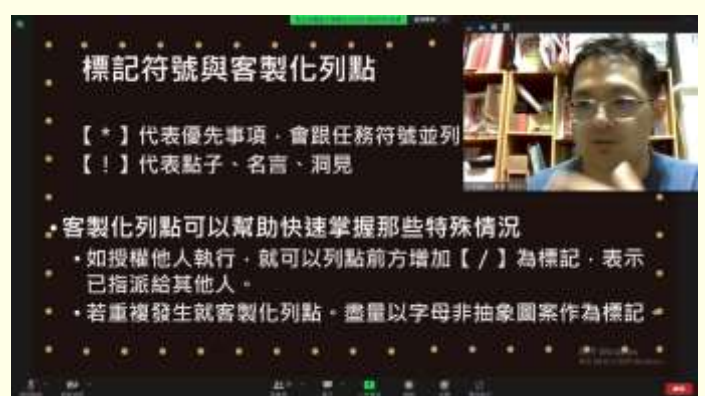 標記符號與客製化列點
【*】代表優先事項,會跟任務符號並列
【!】代表點子、名言、洞見
•客製化列點可以幫助快速掌握那些特殊情況
•如授權他人執行,就可以列點前方增加【/】為標記,表示
已指派給其他人。
•若重複發生就客製化列點。盡量以字母非抽象圖案作為標記